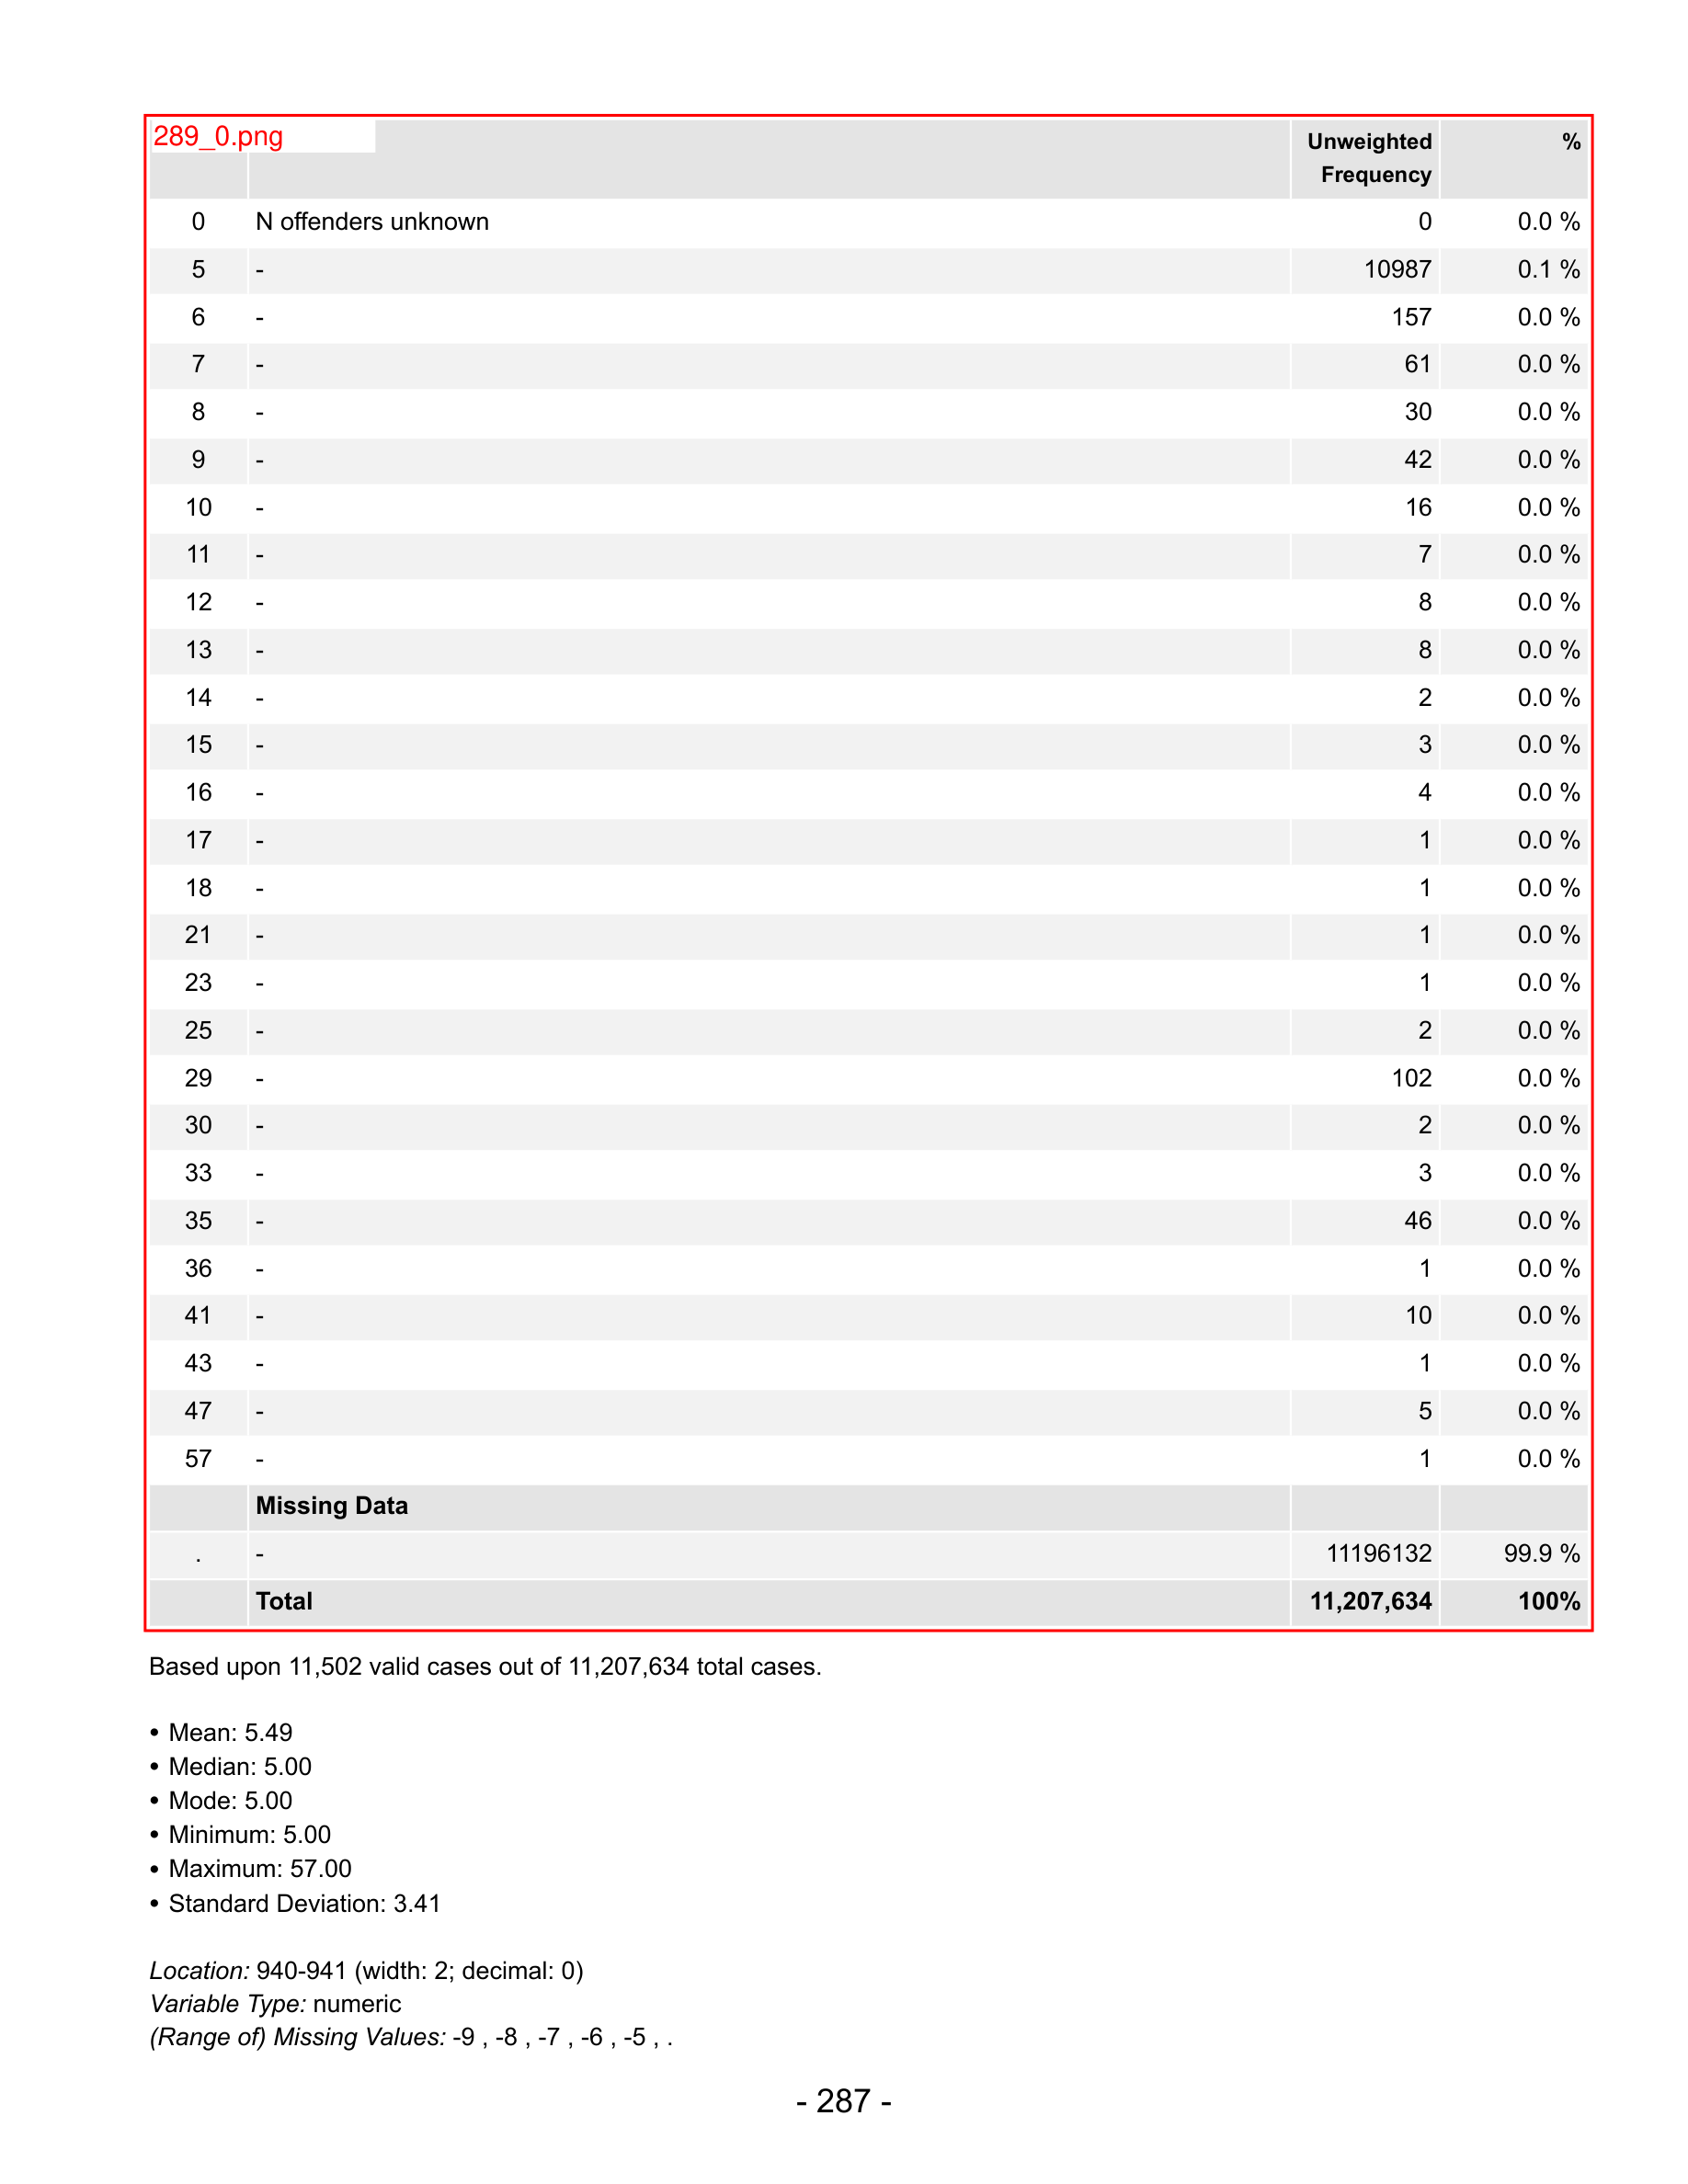 289_0.png
Unweighted Frequency %
0 N offenders unknown 0 0.0 %
5 - 10987 0.1 %
6 - 157 0.0 %
7 - 61 0.0 %
8 - 30 0.0 %
9 - 42 0.0 %
10 - 16 0.0 %
11 - 7 0.0 %
12 - 8 0.0 %
13 - 8 0.0 %
14 - 2 0.0 %
15 - 3 0.0 %
16 - 4 0.0 %
17 - 1 0.0 %
18 - 1 0.0 %
21 - 1 0.0 %
23 - 1 0.0 %
25 - 2 0.0 %
29 - 102 0.0 %
30 - 2 0.0 %
33 - 3 0.0 %
35 - 46 0.0 %
36 - 1 0.0 %
41 - 10 0.0 %
43 - 1 0.0 %
47 - 5 0.0 %
57 - 1 0.0 %
Missing Data
. - 11196132 99.9 %
Total 11,207,634 100%
Based upon 11,502 valid cases out of 11,207,634 total cases.
• Mean: 5.49
• Median: 5.00
• Mode: 5.00
• Minimum: 5.00
• Maximum: 57.00
• Standard Deviation: 3.41
Location: 940-941 (width: 2; decimal: 0)
Variable Type: numeric
(Range of) Missing Values: -9 , -8 , -7 , -6 , -5 , .
- 287 -